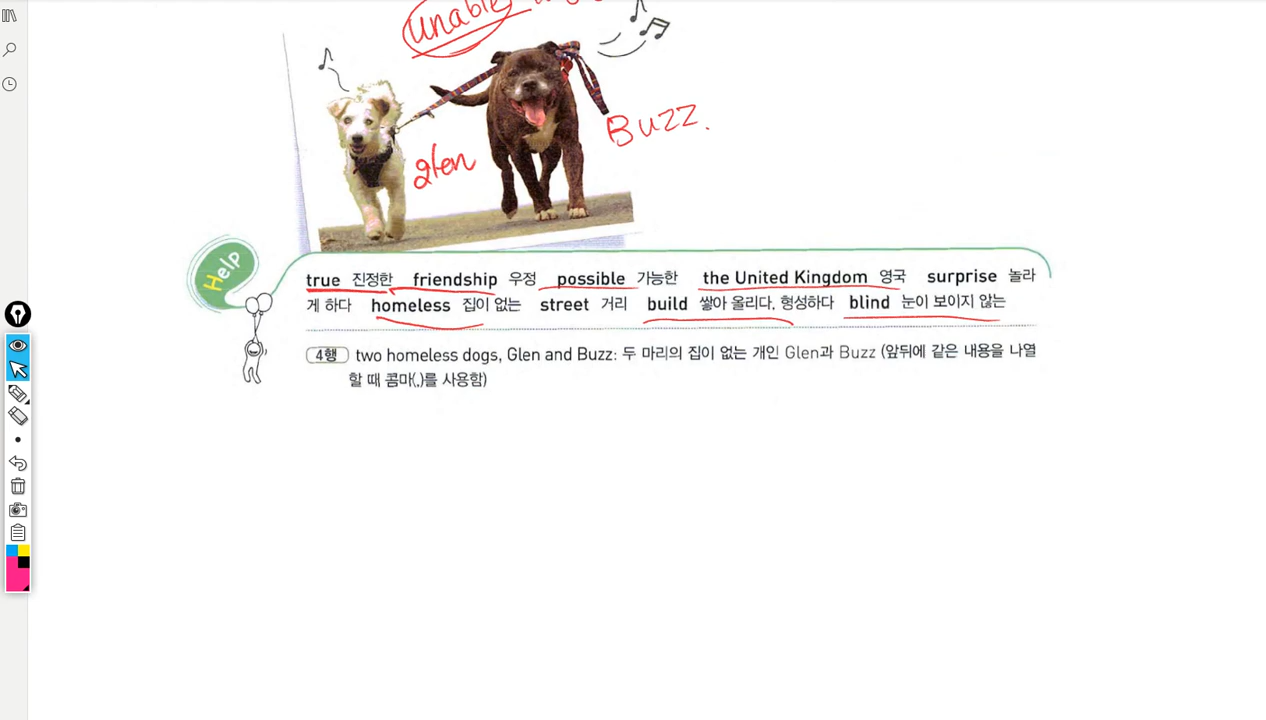 unable
Buzz.
glen
Help
true 진정한 friendship 우정 possible 가능한 the United Kingdom 영국 surprise 놀라
게 하다 homeless 집이 없는 street 거리 build 쌓아 올리다, 형성하다 blind 눈이 보이지 않는
4행 two homeless dogs, Glen and Buzz: 두 마리의 집이 없는 개인 Glen과 Buzz (앞뒤에 같은 내용을 나열
할 때 콤마(,)를 사용함)